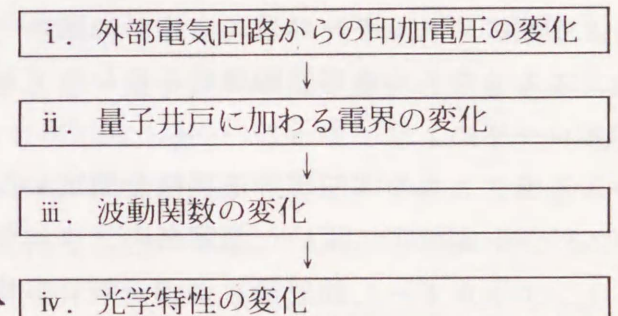 ⅰ．外部電気回路からの印加電圧の変化
ⅱ．量子井戸に加わる電界の変化
ⅲ．波動関数の変化
ⅳ．光学特性の変化